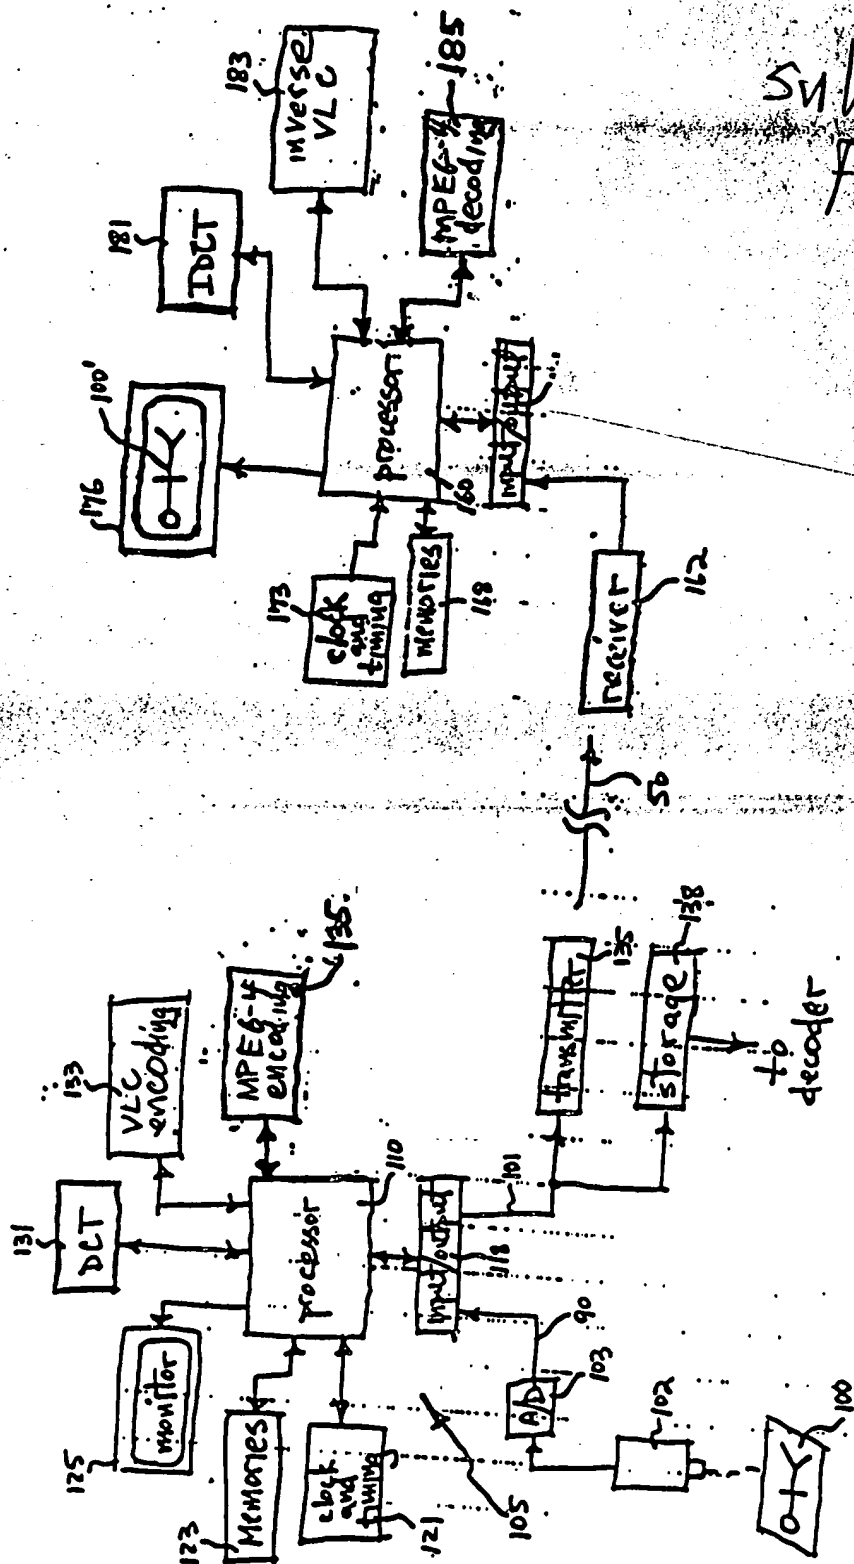 125
monitor
131
DCT
133
VLC
encoding
MPEG-4
encoding
135
123
Memories
121
clock
and
timing
processor
110
input/output
118
101
105
90
A/D
103
102
100
transmitter
135
storage
138
to
decoder
50
176
100'
181
IDCT
183
inverse
VLC
MPEG-4
decoding
185
173
clock
and
timing
memories
168
processor
160
input/output
receiver
162